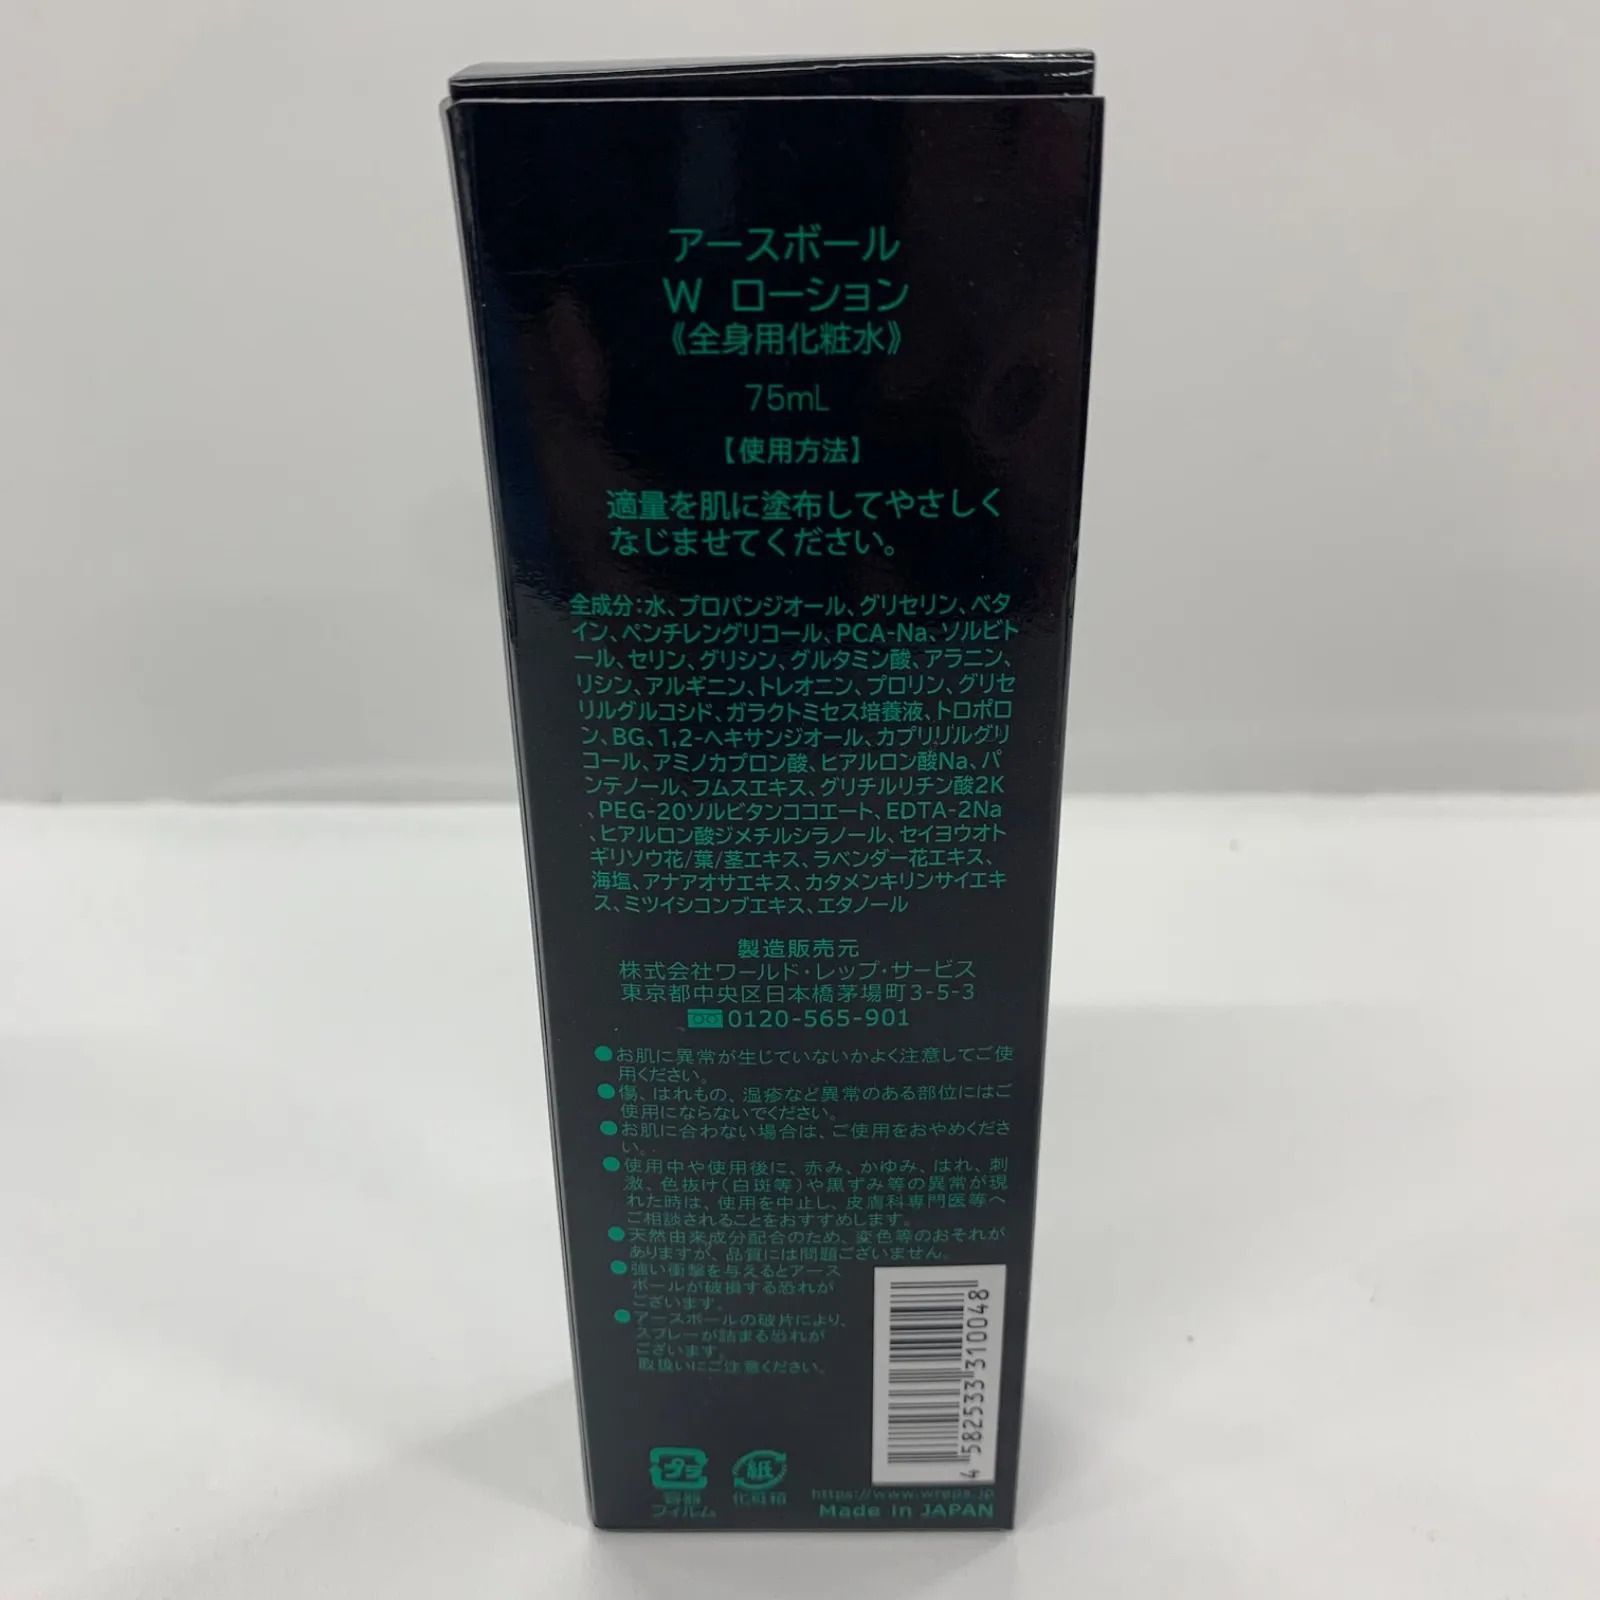 アースボール
W ローション
《全身用化粧水》
75mL
【使用方法】
適量を肌に塗布してやさしく
なじませてください。
全成分:水、プロパンジオール、グリセリン、ベタ
イン、ペンチレングリコール、PCA-Na、ソルビト
ール、セリン、グリシン、グルタミン酸、アラニン、
リシン、アルギニン、トレオニン、プロリン、グリセ
リルグルコシド、ガラクトミセス培養液、トロポロ
ン、BG、1,2-ヘキサンジオール、カプリリルグリ
コール、アミノカプロン酸、ヒアルロン酸Na、パ
ンテノール、フムスエキス、グリチルリチン酸2K
、PEG-20ソルビタンココエート、EDTA-2Na
、ヒアルロン酸ジメチルシラノール、セイヨウオト
ギリソウ花/葉/茎エキス、ラベンダー花エキス、
海塩、アナアオサエキス、カタメンキリンサイエキ
ス、ミツイシコンブエキス、エタノール
製造販売元
株式会社ワールド・レップ・サービス
東京都中央区日本橋茅場町3-5-3
0120-565-901
●お肌に異常が生じていないかよく注意してご使
用ください。
●傷、はれもの、湿疹など異常のある部位にはご
使用にならないでください。
●お肌に合わない場合は、ご使用をおやめくださ
い。
●使用中や使用後に、赤み、かゆみ、はれ、刺
激、色抜け(白斑等)や黒ずみ等の異常が現
れた時は、使用を中止し、皮膚科専門医等へ
ご相談されることをおすすめします。
●天然由来成分配合のため、変色等のおそれが
ありますが、品質には問題ございません。
●強い衝撃を与えるとアース
ボールが破損する恐れが
ございます。
●アースボールの破片により、
スプレーが詰まる恐れが
ございます。
取扱いにご注意ください。
4 582533 310048
プラ 紙
容器 化粧箱
フィルム
https://www.wreps.jp
Made in JAPAN